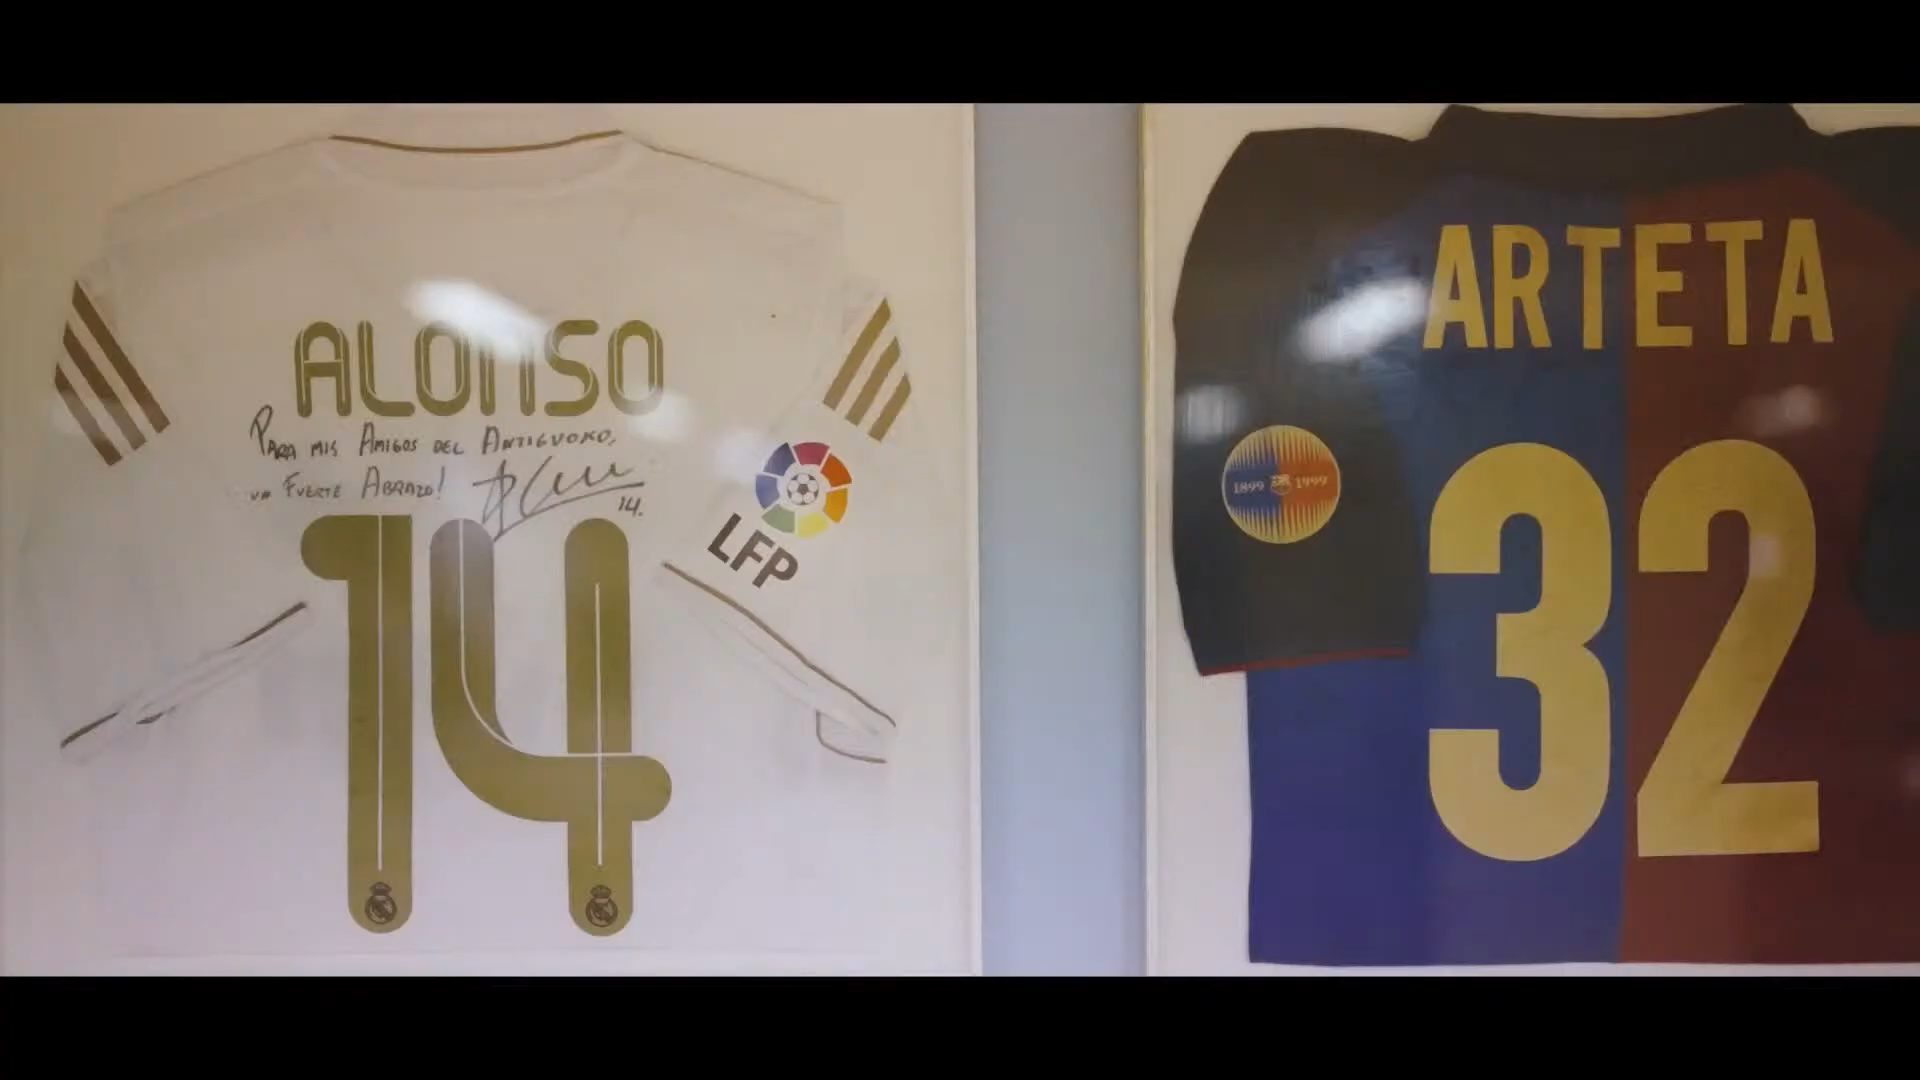 ALONSO
PARA MIS AMIGOS DEL ANTIGUOKO,
UN FUERTE ABRAZO!
14.
LFP
14
ARTETA
1899 1999
32